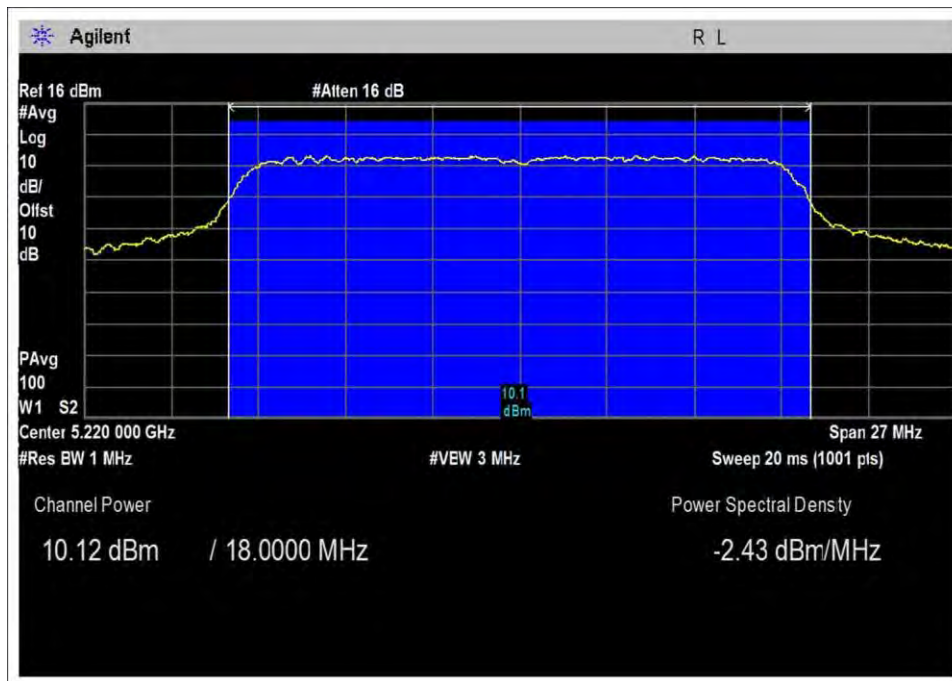 Agilent R L
Ref 16 dBm #Atten 16 dB
#Avg
Log
10
dB/
Offst
10
dB
PAvg
100
W1 S2
10.1
dBm
Center 5.220 000 GHz Span 27 MHz
#Res BW 1 MHz #VEW 3 MHz Sweep 20 ms (1001 pts)
Channel Power Power Spectral Density
10.12 dBm / 18.0000 MHz -2.43 dBm/MHz